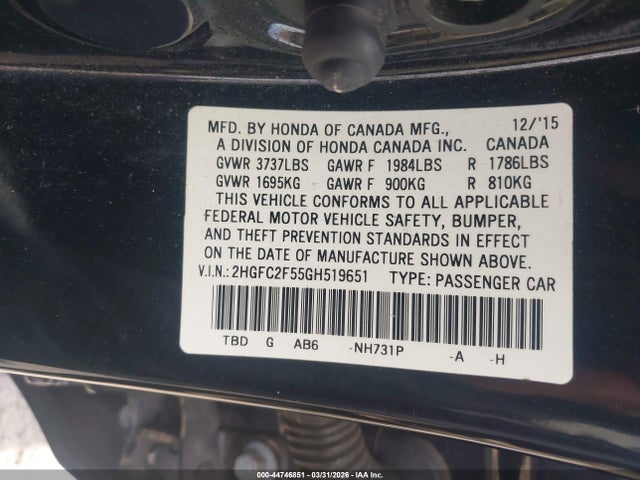 MFD. BY HONDA OF CANADA MFG., 12/'15
A DIVISION OF HONDA CANADA INC. CANADA
GVWR 3737LBS GAWR F 1984LBS R 1786LBS
GVWR 1695KG GAWR F 900KG R 810KG
THIS VEHICLE CONFORMS TO ALL APPLICABLE
FEDERAL MOTOR VEHICLE SAFETY, BUMPER,
AND THEFT PREVENTION STANDARDS IN EFFECT
ON THE DATE OF MANUFACTURE SHOWN ABOVE.
V.I.N.: 2HGFC2F55GH519651 TYPE: PASSENGER CAR
TBD G AB6 -NH731P -A -H
000-44746851 - 03/31/2026 - IAA Inc.